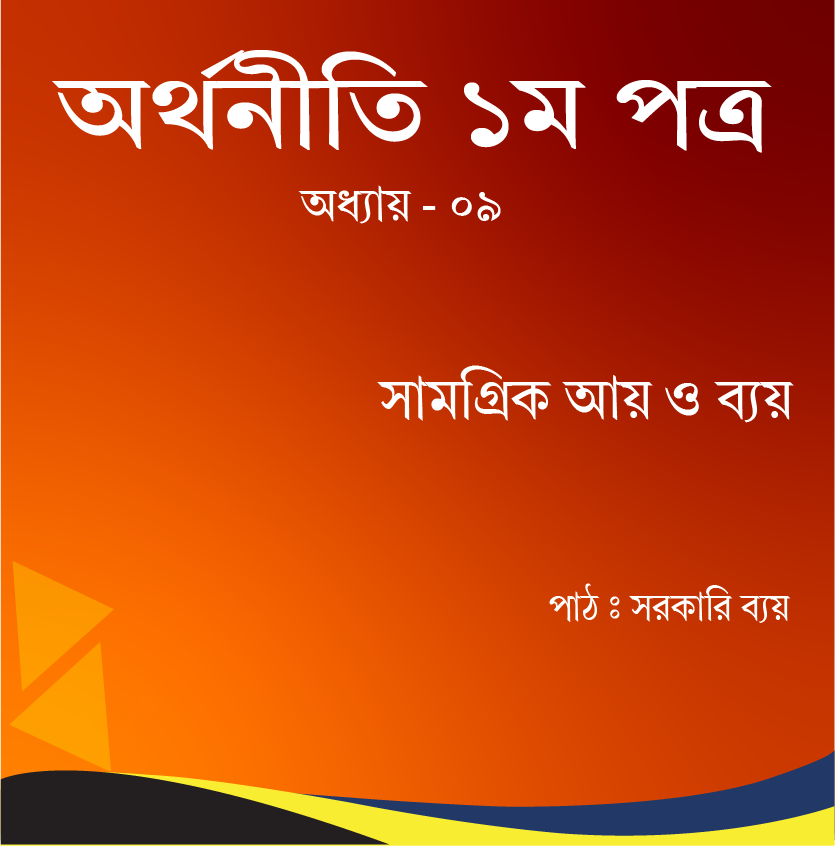 অর্থনীতি ১ম পত্র
অধ্যায় - ০৯
সামগ্রিক আয় ও ব্যয়
পাঠ ঃ সরকারি ব্যয়